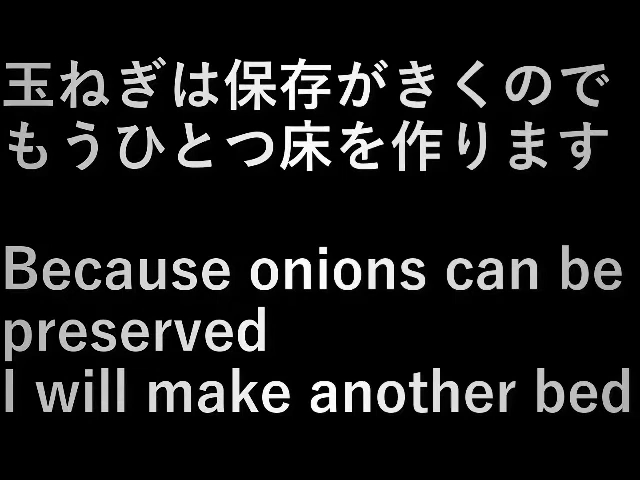 玉ねぎは保存がきくので
もうひとつ床を作ります
Because onions can be
preserved
I will make another bed